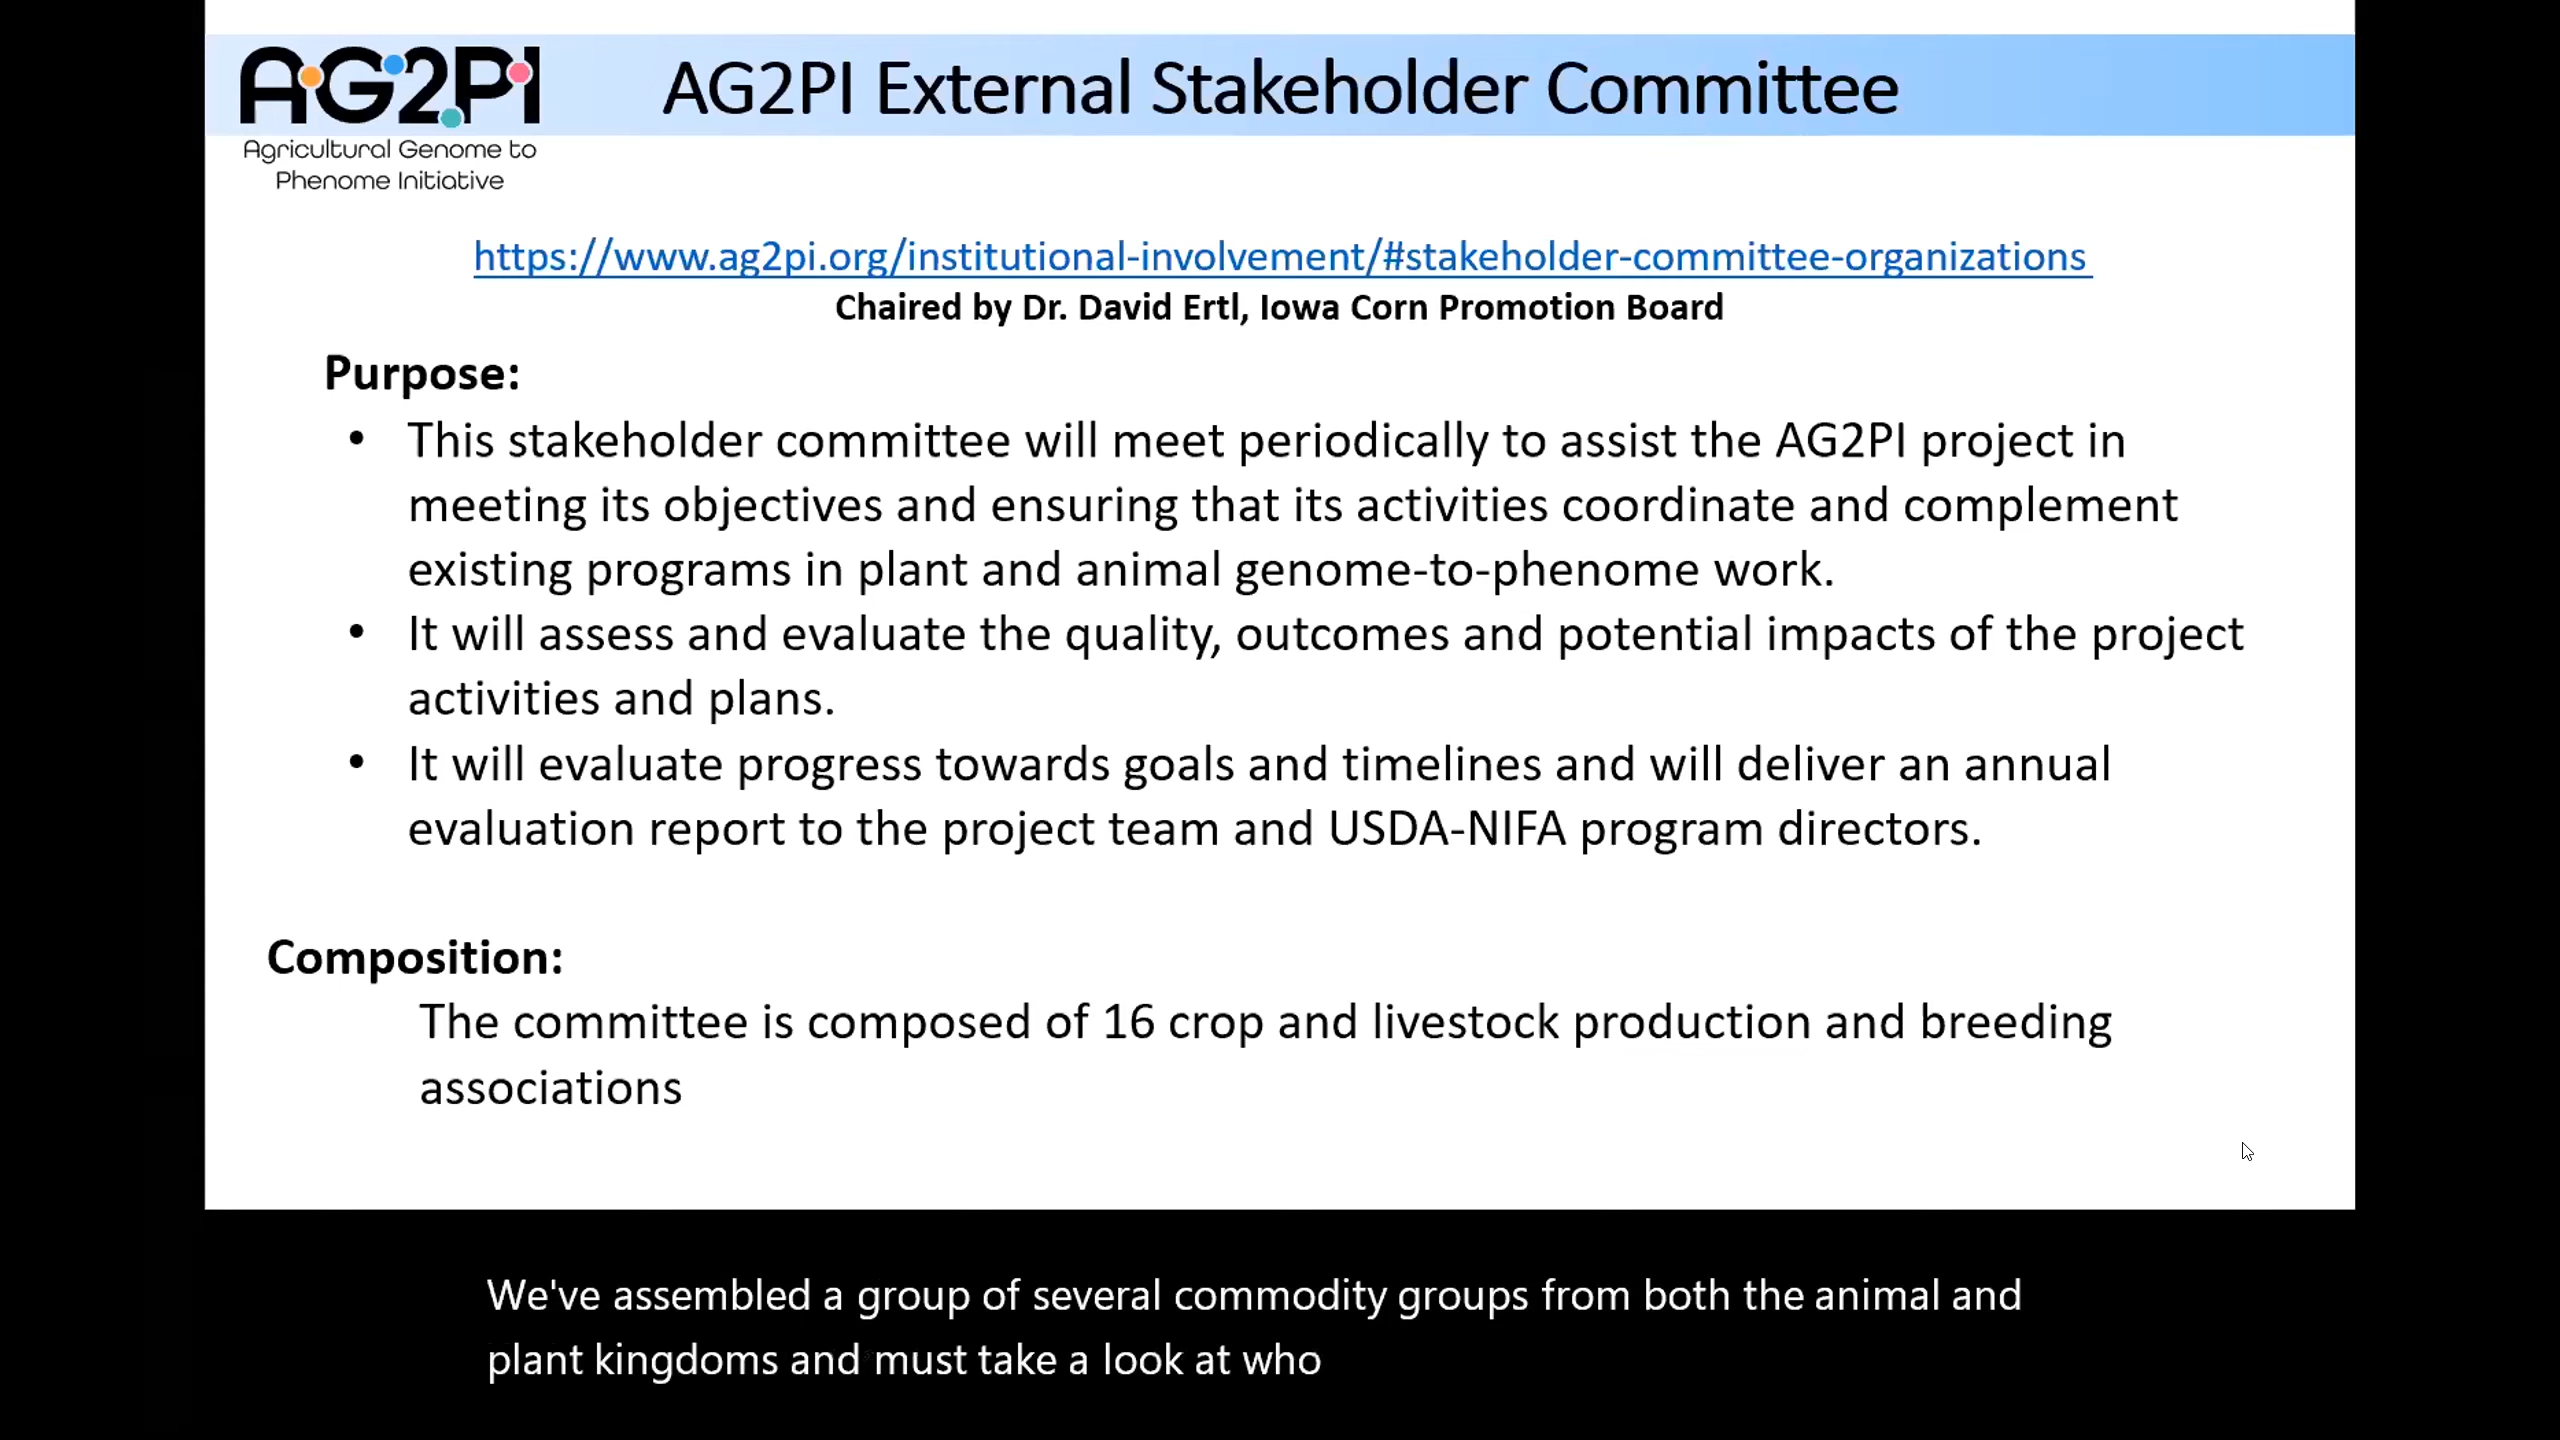 AG2PI
Agricultural Genome to
Phenome Initiative
AG2PI External Stakeholder Committee
https://www.ag2pi.org/institutional-involvement/#stakeholder-committee-organizations
Chaired by Dr. David Ertl, Iowa Corn Promotion Board
Purpose:
• This stakeholder committee will meet periodically to assist the AG2PI project in
meeting its objectives and ensuring that its activities coordinate and complement
existing programs in plant and animal genome-to-phenome work.
• It will assess and evaluate the quality, outcomes and potential impacts of the project
activities and plans.
• It will evaluate progress towards goals and timelines and will deliver an annual
evaluation report to the project team and USDA-NIFA program directors.
Composition:
The committee is composed of 16 crop and livestock production and breeding
associations
We've assembled a group of several commodity groups from both the animal and
plant kingdoms and must take a look at who